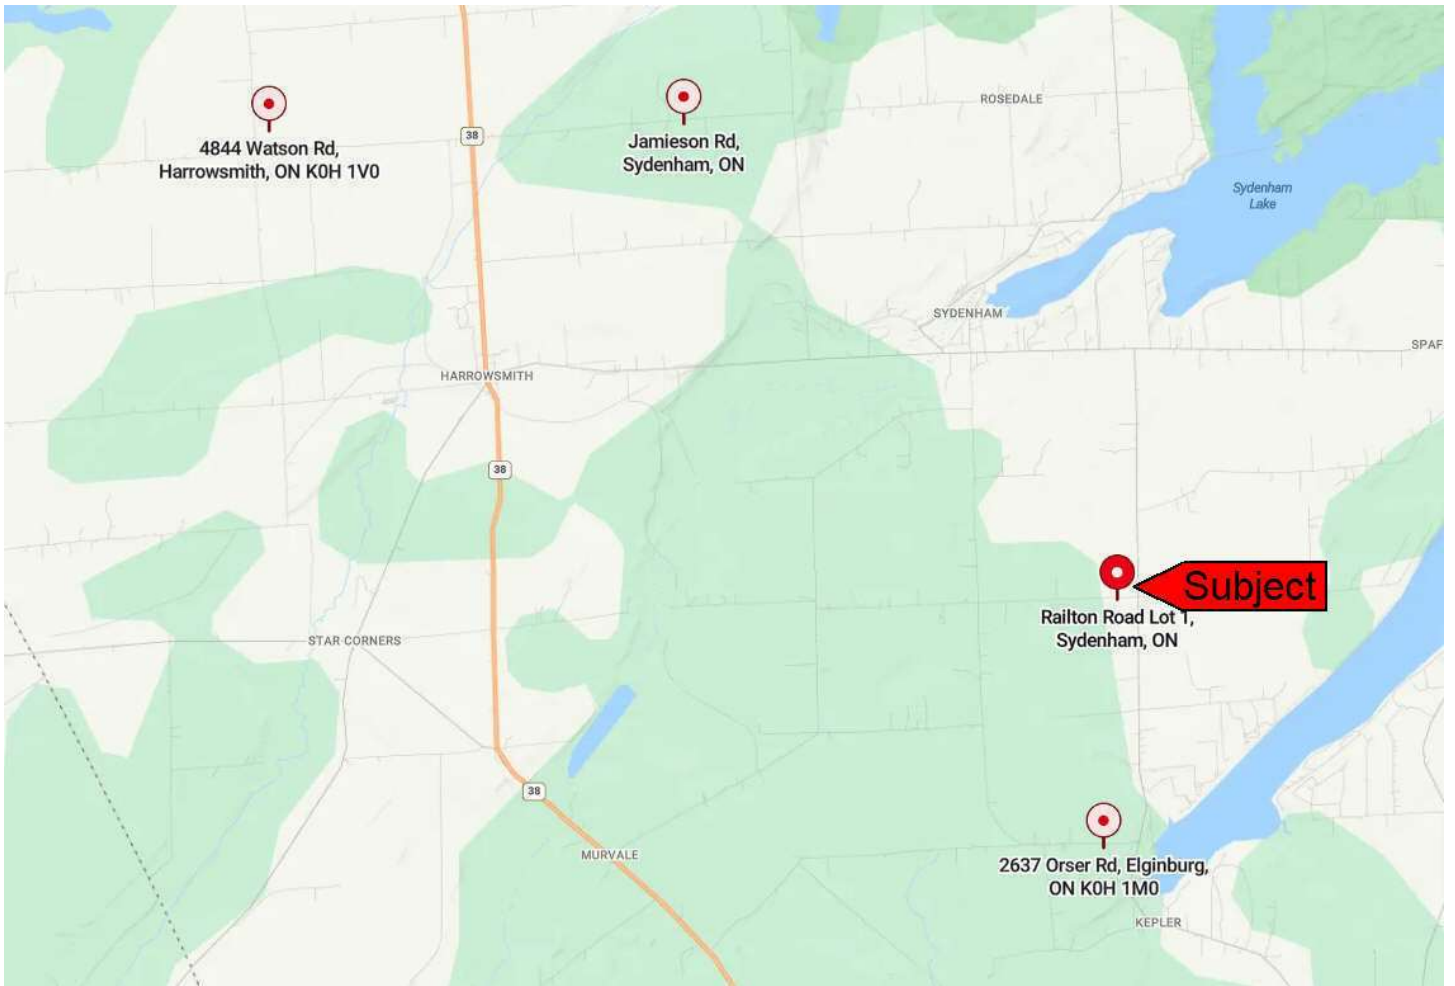 38
4844 Watson Rd,
Harrowsmith, ON K0H 1V0
Jamieson Rd,
Sydenham, ON
ROSEDALE
Sydenham
Lake
SYDENHAM
SPAF
HARROWSMITH
38
Subject
Railton Road Lot 1,
Sydenham, ON
STAR CORNERS
38
MURVALE
2637 Orser Rd, Elginburg,
ON K0H 1M0
KEPLER